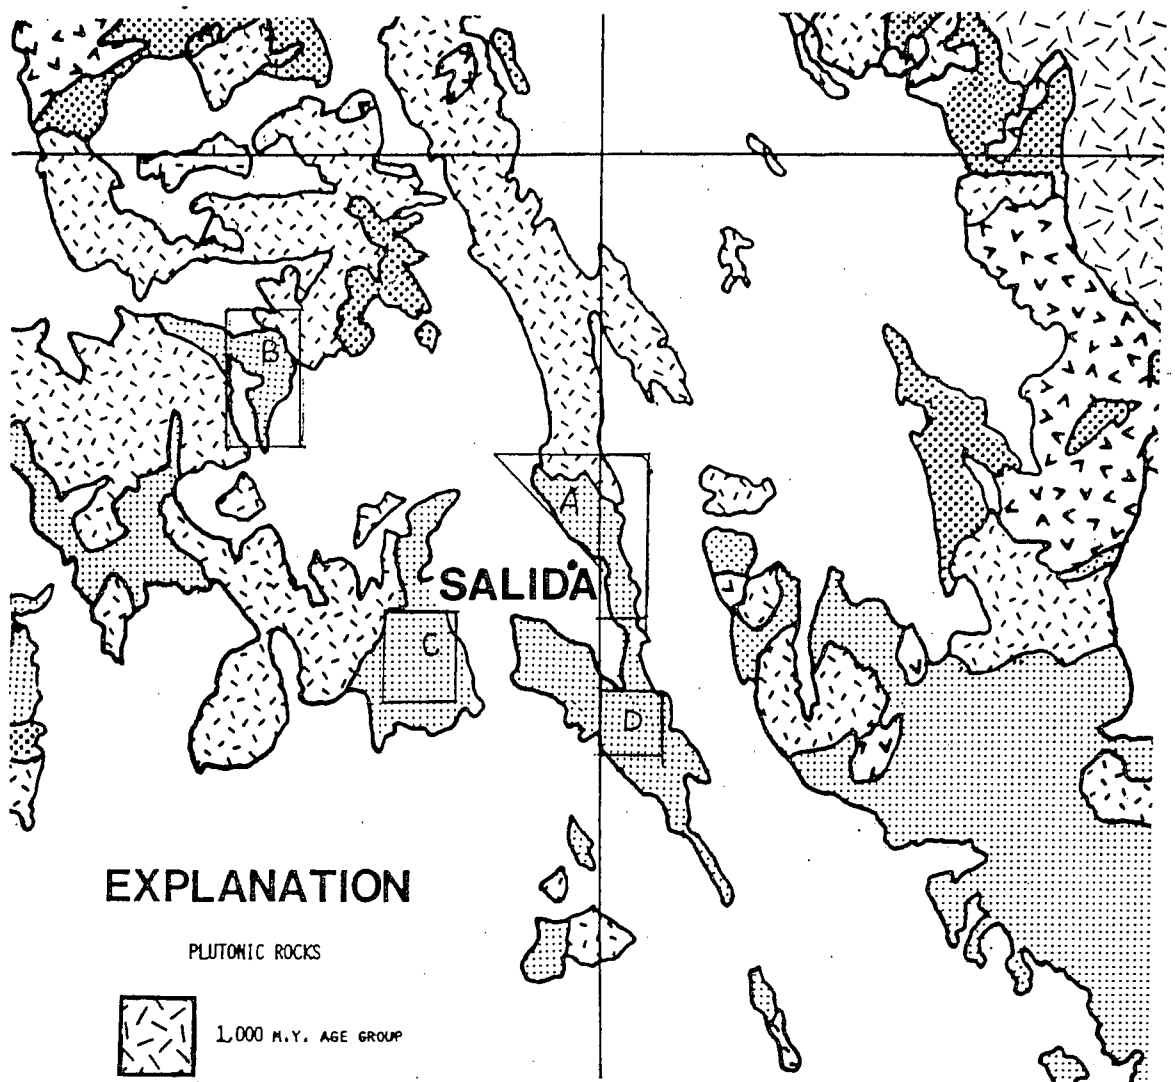 B
A
SALIDA
C
D
EXPLANATION
PLUTONIC ROCKS
1,000 M.Y. AGE GROUP